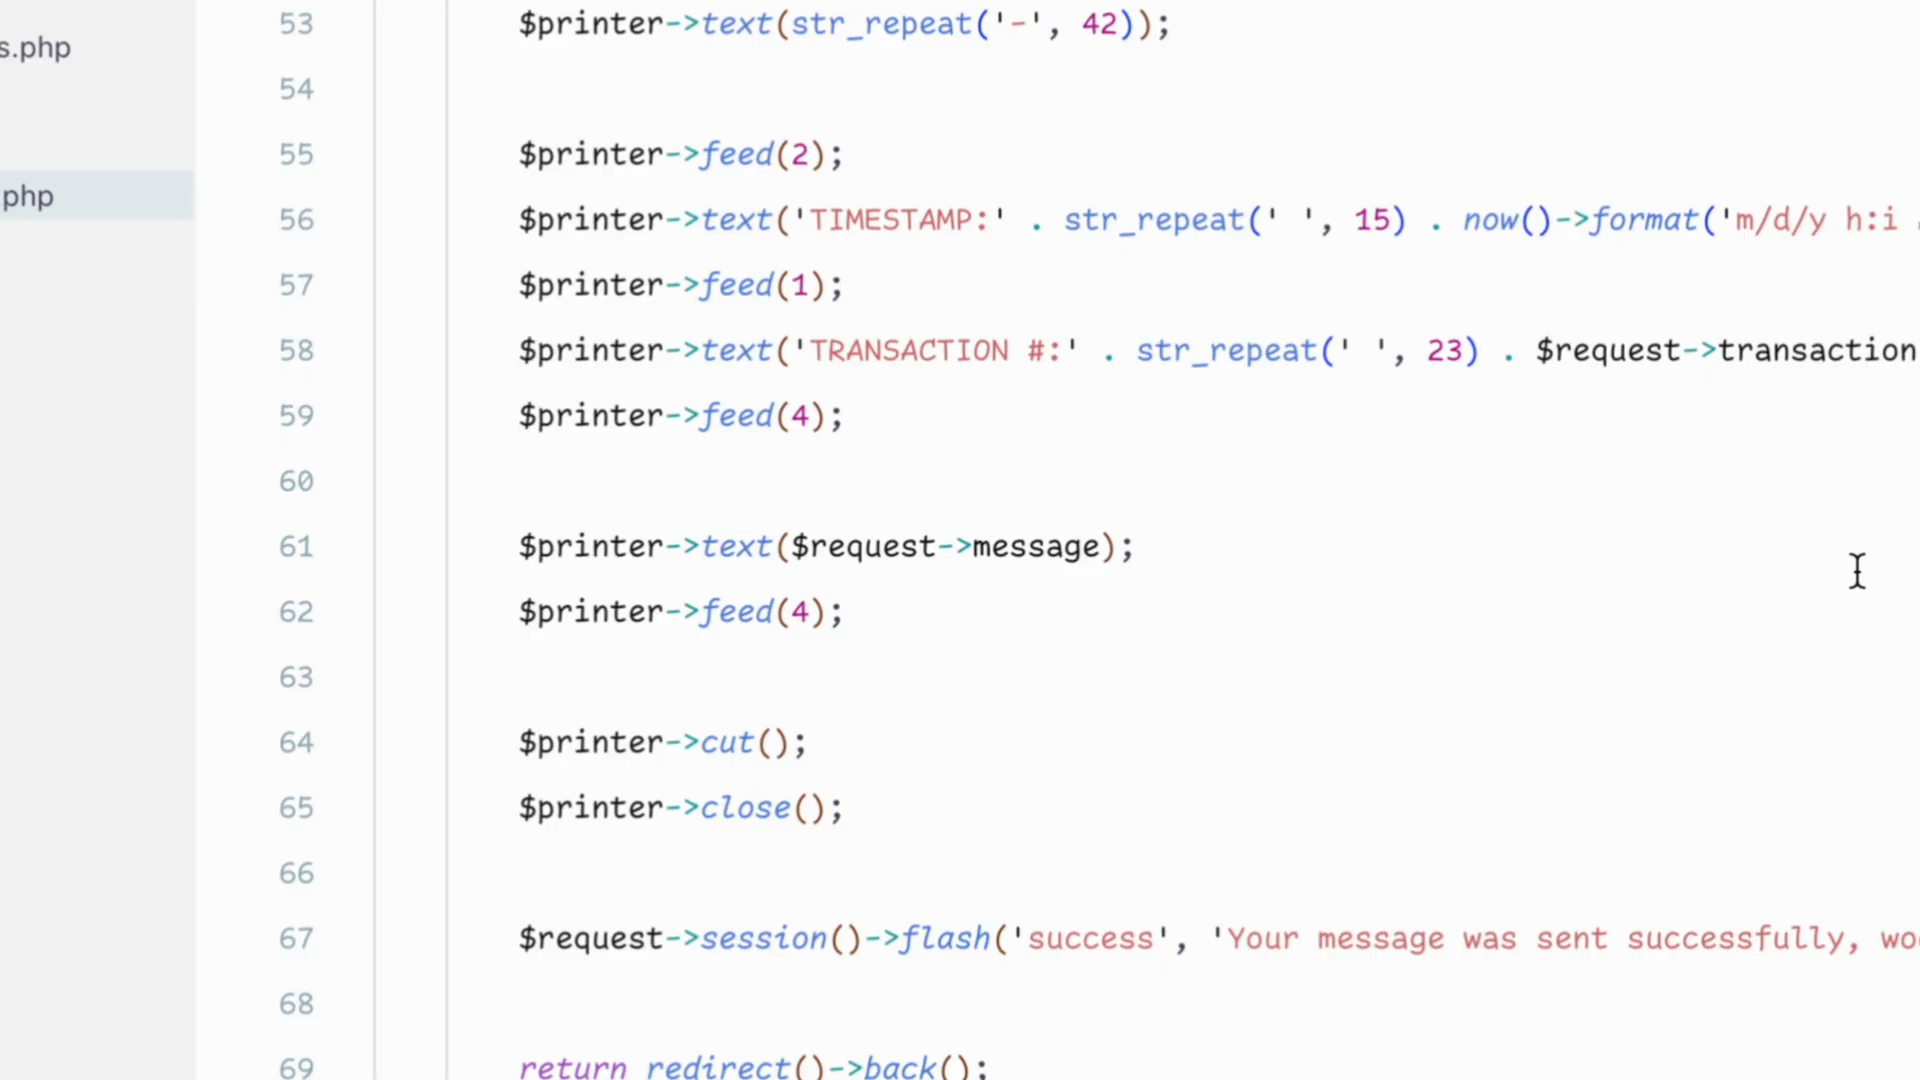 s.php
.php
53 $printer->text(str_repeat('-', 42));
54
55 $printer->feed(2);
56 $printer->text('TIMESTAMP:' . str_repeat(' ', 15) . now()->format('m/d/y h:i
57 $printer->feed(1);
58 $printer->text('TRANSACTION #:' . str_repeat(' ', 23) . $request->transaction
59 $printer->feed(4);
60
61 $printer->text($request->message);
62 $printer->feed(4);
63
64 $printer->cut();
65 $printer->close();
66
67 $request->session()->flash('success', 'Your message was sent successfully, wo
68
69 return redirect()->back();